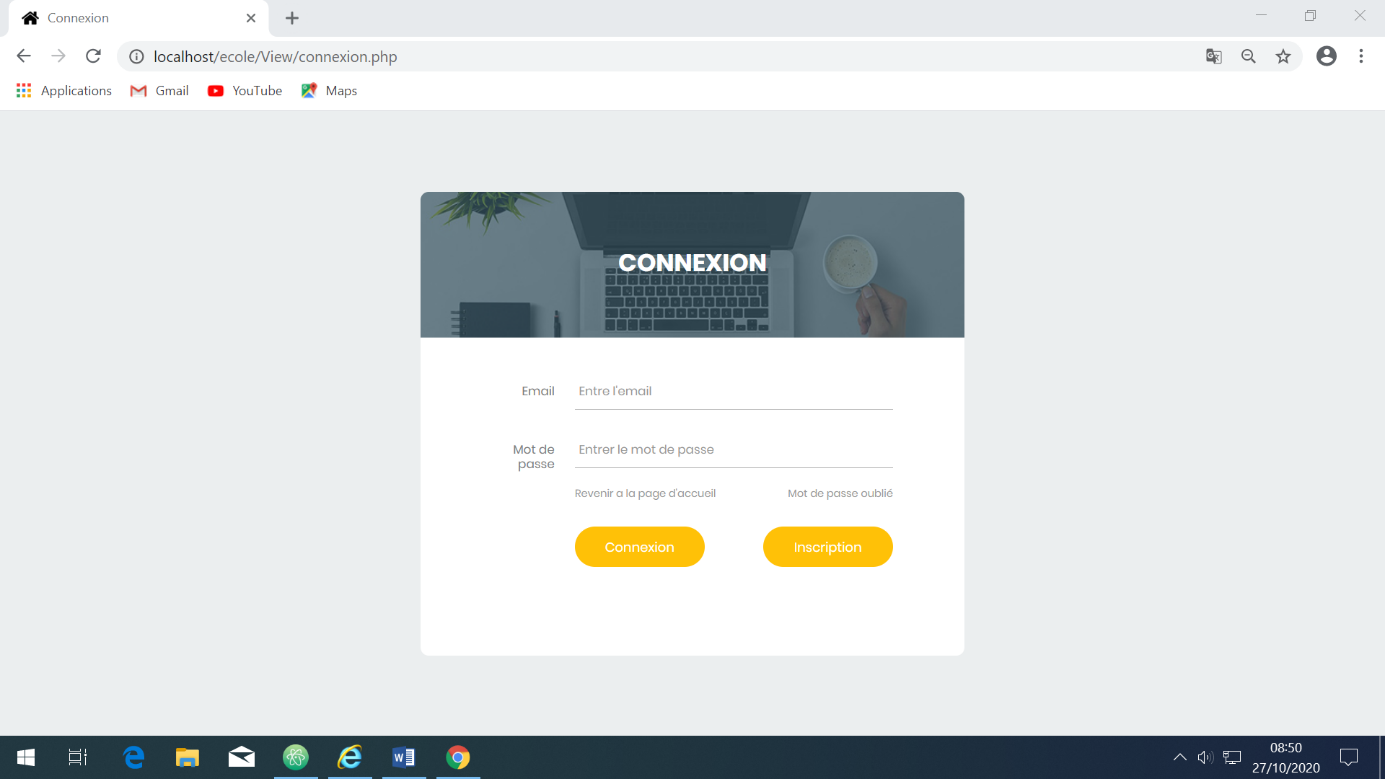 Connexion
localhost/ecole/View/connexion.php
Applications Gmail YouTube Maps
CONNEXION
Email Entre l'email
Mot de passe Entrer le mot de passe
Revenir a la page d'accueil Mot de passe oublié
Connexion Inscription
08:50
27/10/2020